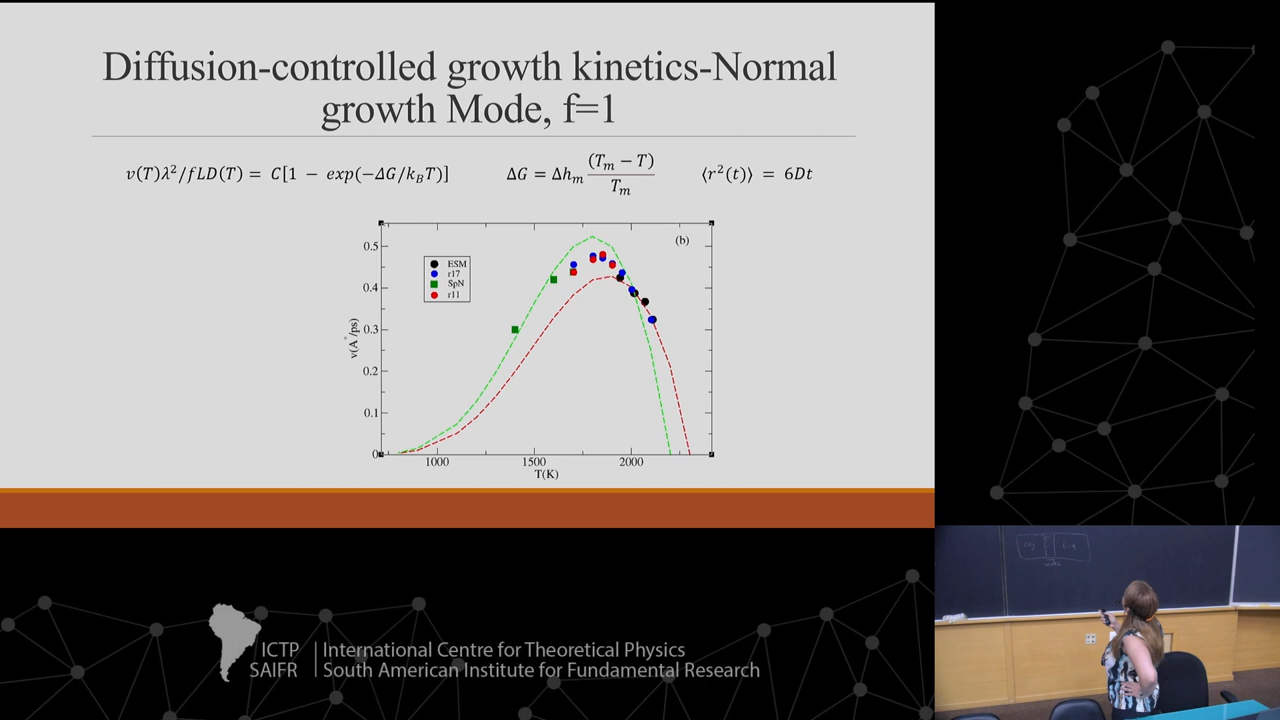 Diffusion-controlled growth kinetics-Normal
growth Mode, f=1
v(T)λ²/fLD(T) = C[1 − exp(−ΔG/k_BT)]
ΔG = Δh_m (T_m − T)/T_m
⟨r²(t)⟩ = 6Dt
(b)
ESM
r17
SpN
r11
0.5
0.4
0.3
0.2
0.1
0
v(A°/ps)
1000 1500 2000
T(K)
ICTP
SAIFR
International Centre for Theoretical Physics
South American Institute for Fundamental Research